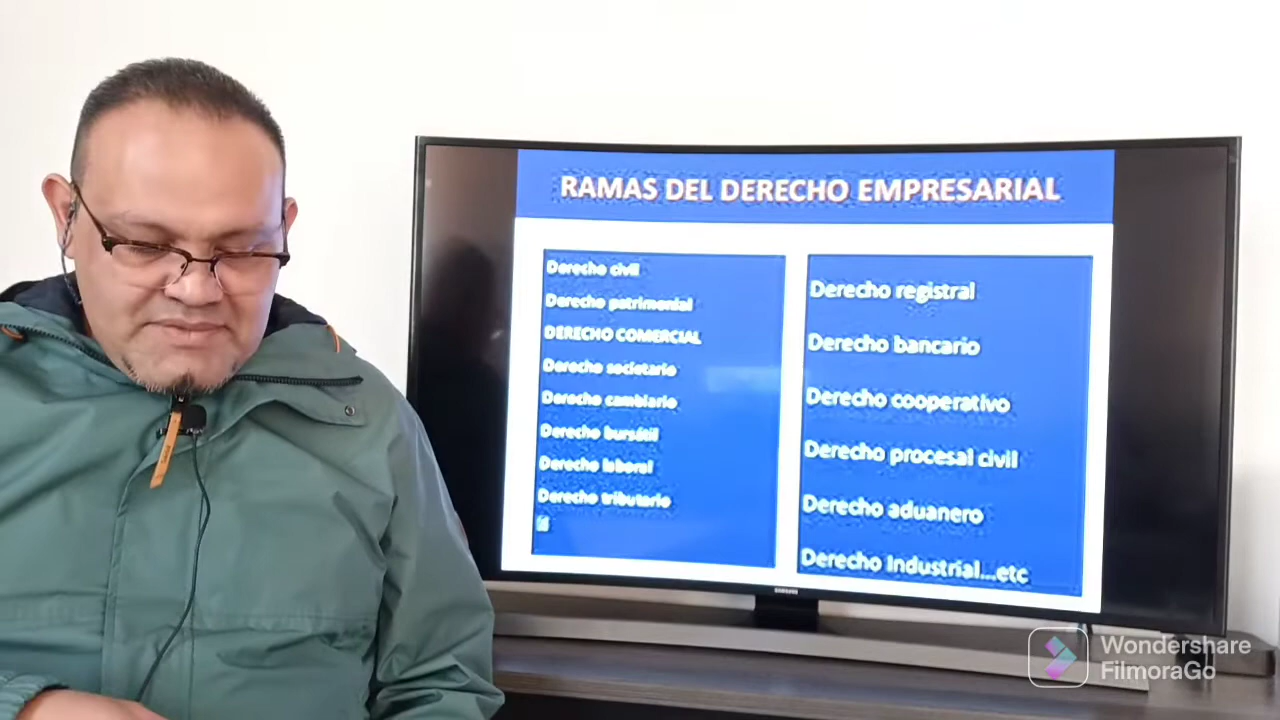 RAMAS DEL DERECHO EMPRESARIAL
Derecho civil
Derecho patrimonial
DERECHO COMERCIAL
Derecho societario
Derecho cambiario
Derecho bursátil
Derecho laboral
Derecho tributario
Derecho registral
Derecho bancario
Derecho cooperativo
Derecho procesal civil
Derecho aduanero
Derecho Industrial...etc
SAMSUNG
Wondershare
FilmoraGo